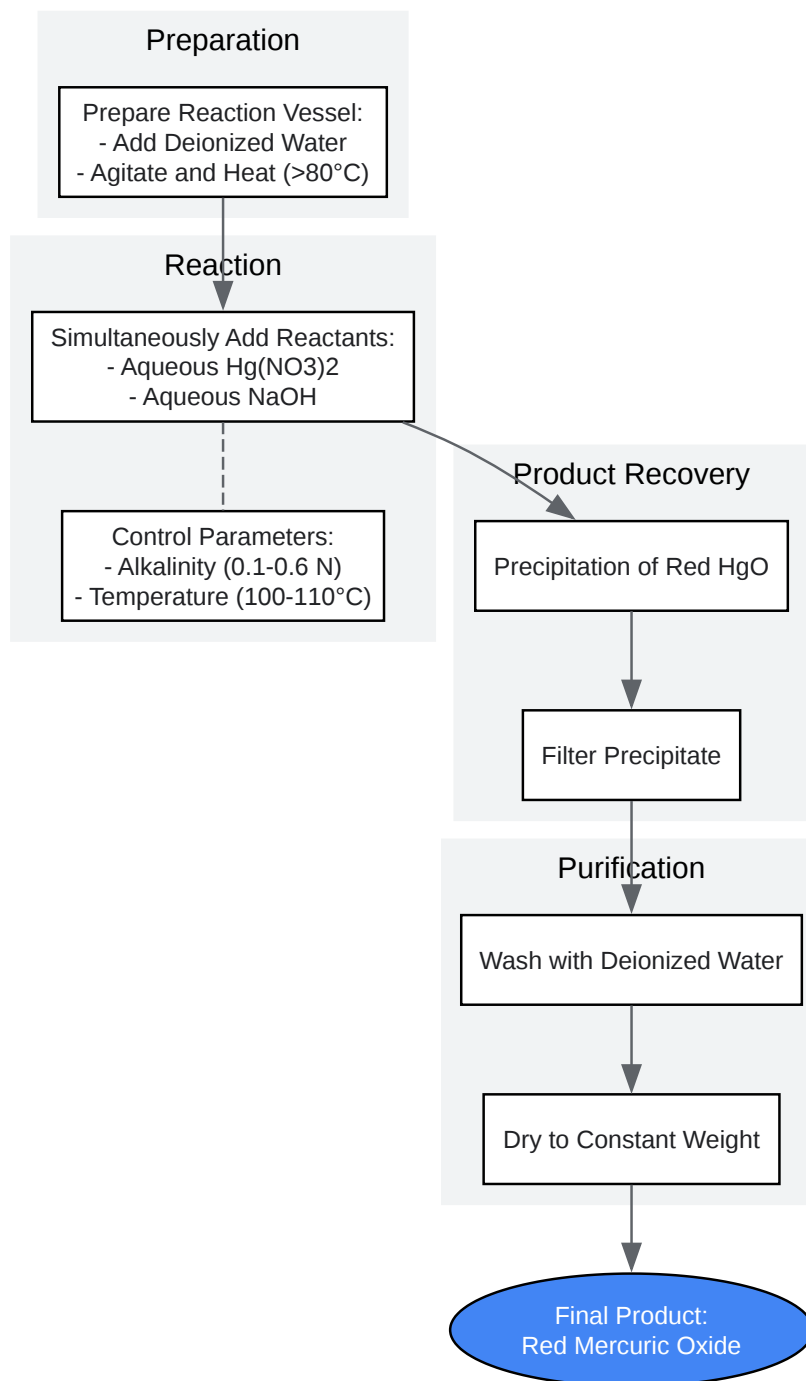 Preparation
Prepare Reaction Vessel:
- Add Deionized Water
- Agitate and Heat (>80°C)
Reaction
Simultaneously Add Reactants:
- Aqueous Hg(NO3)2
- Aqueous NaOH
Control Parameters:
- Alkalinity (0.1-0.6 N)
- Temperature (100-110°C)
Product Recovery
Precipitation of Red HgO
Filter Precipitate
Purification
Wash with Deionized Water
Dry to Constant Weight
Final Product:
Red Mercuric Oxide